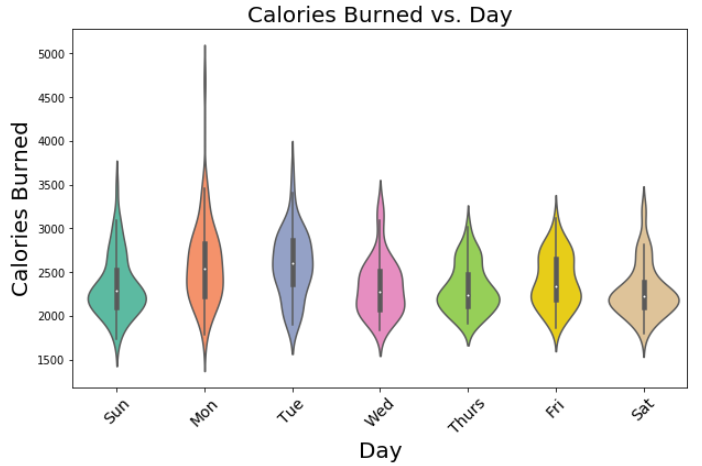 Calories Burned vs. Day
Calories Burned
5000
4500
4000
3500
3000
2500
2000
1500
Sun
Mon
Tue
Wed
Thurs
Fri
Sat
Day